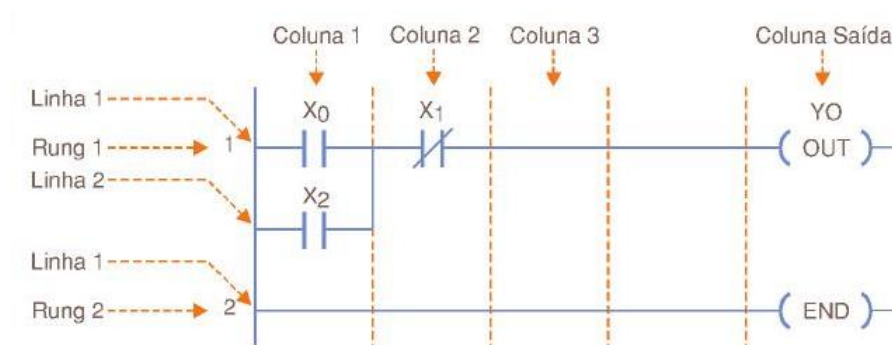 Coluna 1 Coluna 2 Coluna 3 Coluna Saída
Linha 1
X0 X1 YO
Rung 1 1 OUT
Linha 2
X2
Linha 1
Rung 2 2 END